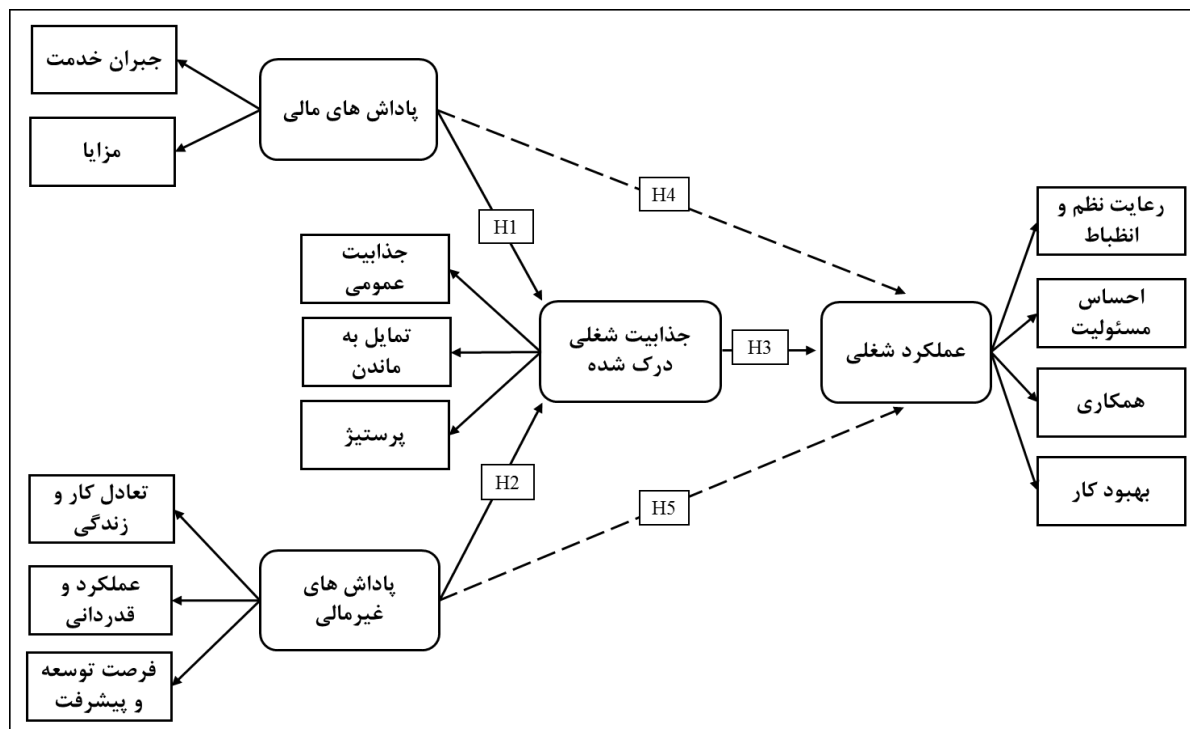 جبران خدمت
مزایا
پاداش های مالی
H1
H4
جذابیت
عمومی
تمایل به
ماندن
پرستیژ
جذابیت شغلی
درک شده
H3
عملکرد شغلی
رعایت نظم و
انظباط
احساس
مسئولیت
همکاری
بهبود کار
H2
H5
تعادل کار و
زندگی
عملکرد و
قدردانی
فرصت توسعه
و پیشرفت
پاداش های
غیرمالی